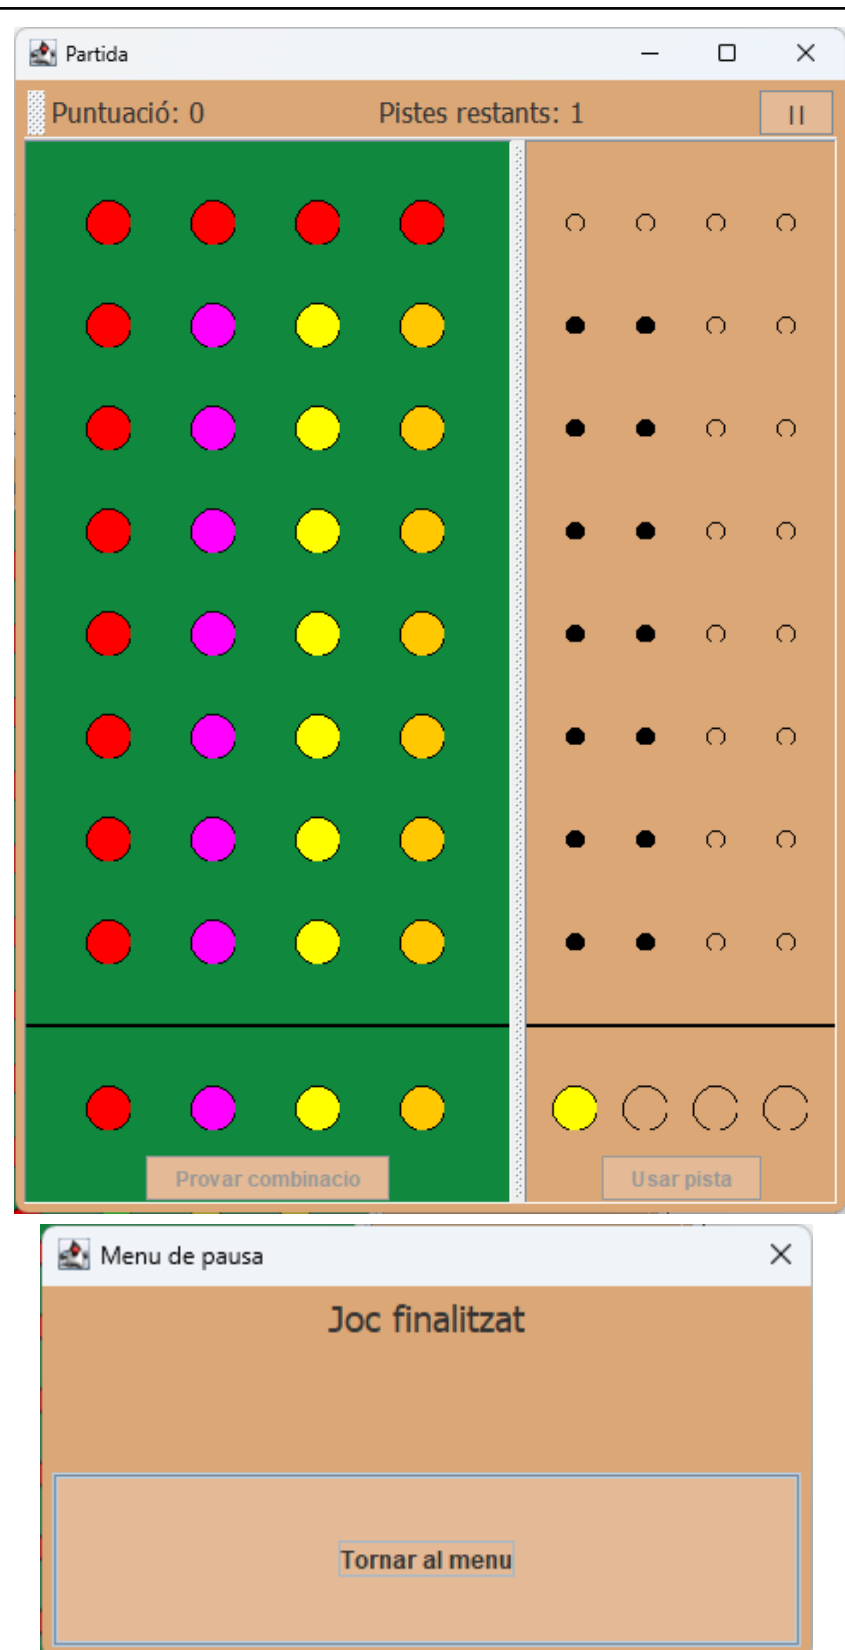 Partida
Puntuació: 0 Pistes restants: 1
Provar combinacio Usar pista
Menu de pausa
Joc finalitzat
Tornar al menu